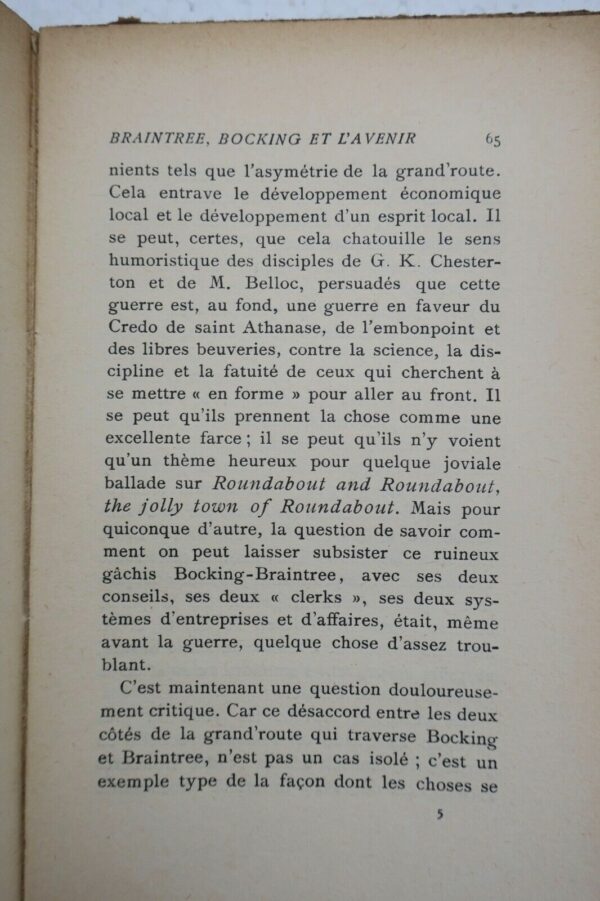 BRAINTREE, BOCKING ET L'AVENIR 65
nients tels que l'asymétrie de la grand'route.
Cela entrave le développement économique
local et le développement d'un esprit local. Il
se peut, certes, que cela chatouille le sens
humoristique des disciples de G. K. Chester-
ton et de M. Belloc, persuadés que cette
guerre est, au fond, une guerre en faveur du
Credo de saint Athanase, de l'embonpoint et
des libres beuveries, contre la science, la dis-
cipline et la fatuité de ceux qui cherchent à
se mettre « en forme » pour aller au front. Il
se peut qu'ils prennent la chose comme une
excellente farce ; il se peut qu'ils n'y voient
qu'un thème heureux pour quelque joviale
ballade sur Roundabout and Roundabout,
the jolly town of Roundabout. Mais pour
quiconque d'autre, la question de savoir com-
ment on peut laisser subsister ce ruineux
gâchis Bocking-Braintree, avec ses deux
conseils, ses deux « clerks », ses deux sys-
tèmes d'entreprises et d'affaires, était, même
avant la guerre, quelque chose d'assez trou-
blant.
C'est maintenant une question douloureuse-
ment critique. Car ce désaccord entre les deux
côtés de la grand'route qui traverse Bocking
et Braintree, n'est pas un cas isolé ; c'est un
exemple type de la façon dont les choses se
5